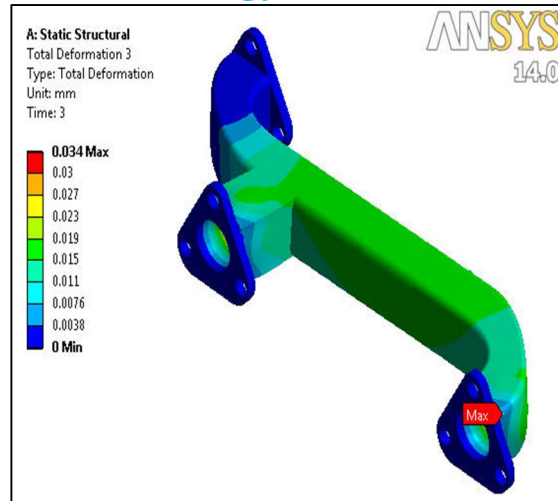 A: Static Structural
Total Deformation 3
Type: Total Deformation
Unit: mm
Time: 3
ANSYS
14.0
0.034 Max
0.03
0.027
0.023
0.019
0.015
0.011
0.0076
0.0038
0 Min
Max